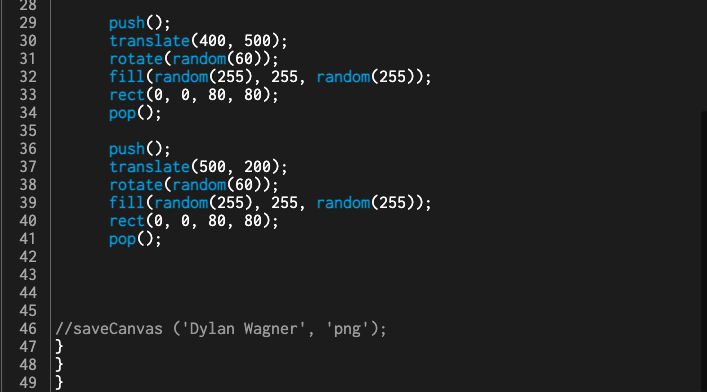 28
29 push();
30 translate(400, 500);
31 rotate(random(60));
32 fill(random(255), 255, random(255));
33 rect(0, 0, 80, 80);
34 pop();
35
36 push();
37 translate(500, 200);
38 rotate(random(60));
39 fill(random(255), 255, random(255));
40 rect(0, 0, 80, 80);
41 pop();
42
43
44
45
46 //saveCanvas ('Dylan Wagner', 'png');
47 }
48 }
49 }